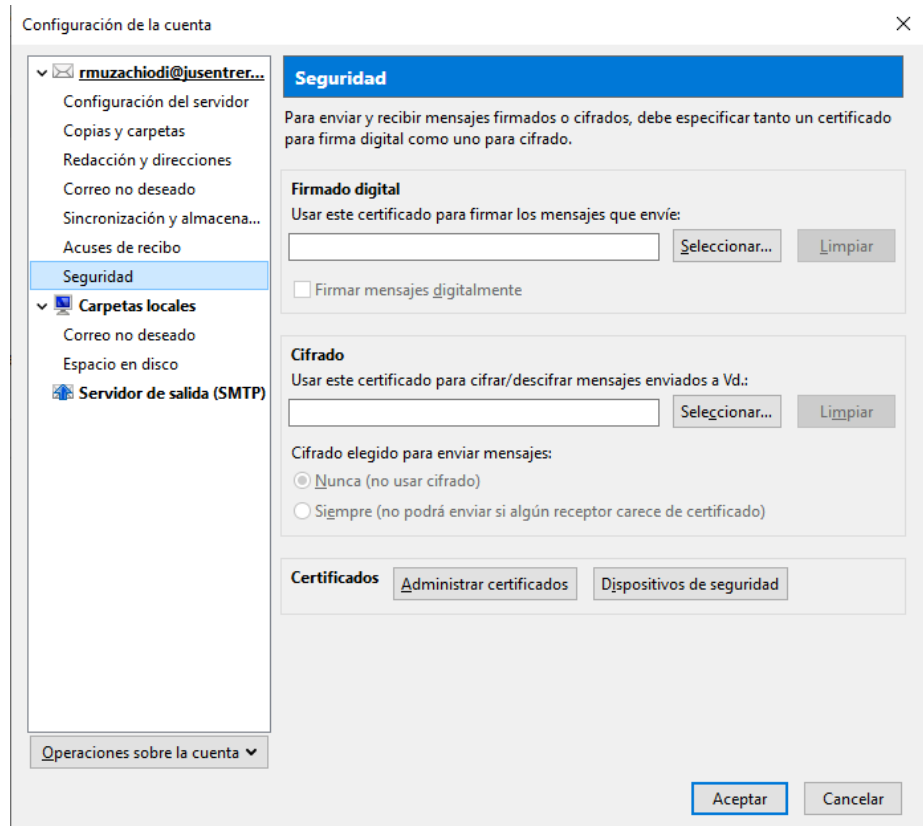 Configuración de la cuenta
rmuzachiodi@jusentrer...
Configuración del servidor
Copias y carpetas
Redacción y direcciones
Correo no deseado
Sincronización y almacena...
Acuses de recibo
Seguridad
Carpetas locales
Correo no deseado
Espacio en disco
Servidor de salida (SMTP)
Operaciones sobre la cuenta
Seguridad
Para enviar y recibir mensajes firmados o cifrados, debe especificar tanto un certificado
para firma digital como uno para cifrado.
Firmado digital
Usar este certificado para firmar los mensajes que envíe:
Seleccionar... Limpiar
Firmar mensajes digitalmente
Cifrado
Usar este certificado para cifrar/descifrar mensajes enviados a Vd.:
Seleccionar... Limpiar
Cifrado elegido para enviar mensajes:
Nunca (no usar cifrado)
Siempre (no podrá enviar si algún receptor carece de certificado)
Certificados Administrar certificados Dispositivos de seguridad
Aceptar Cancelar